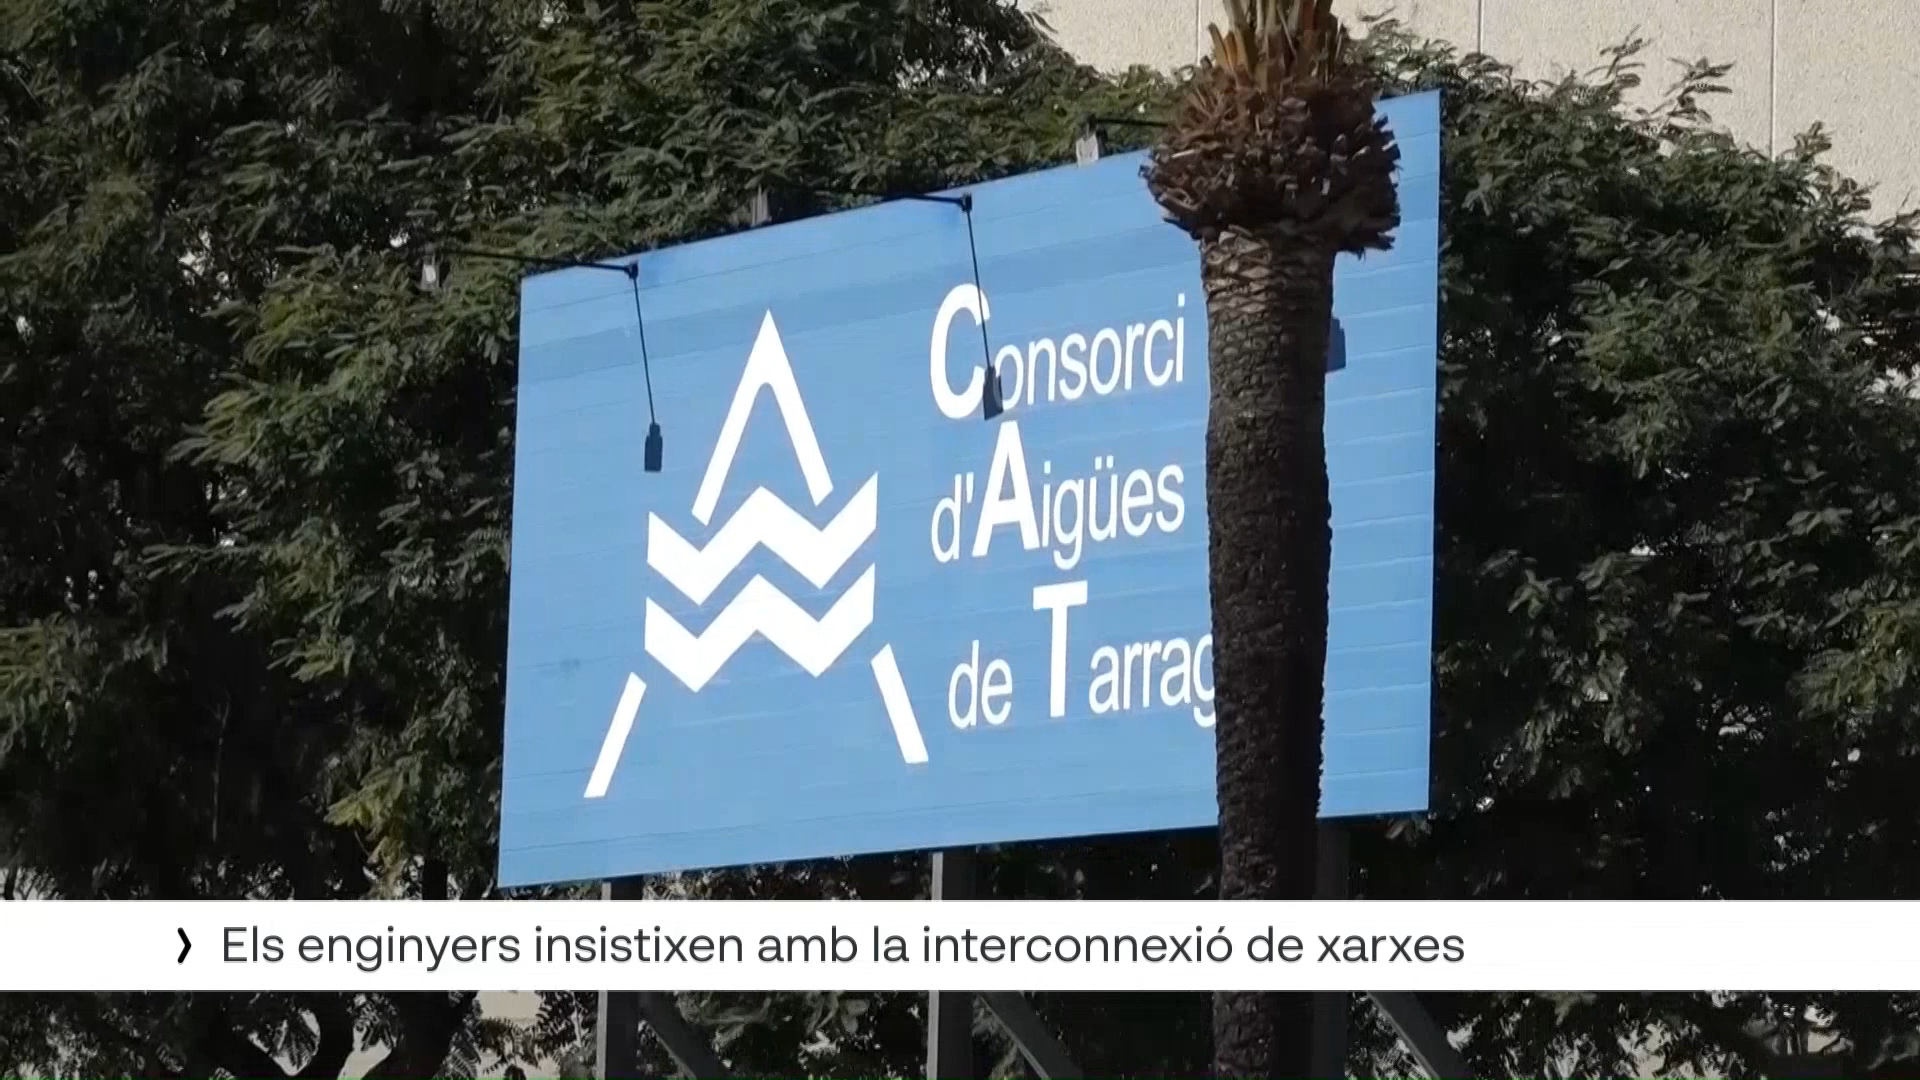 Consorci
d'Aigües
de Tarrag
Els enginyers insistixen amb la interconnexió de xarxes